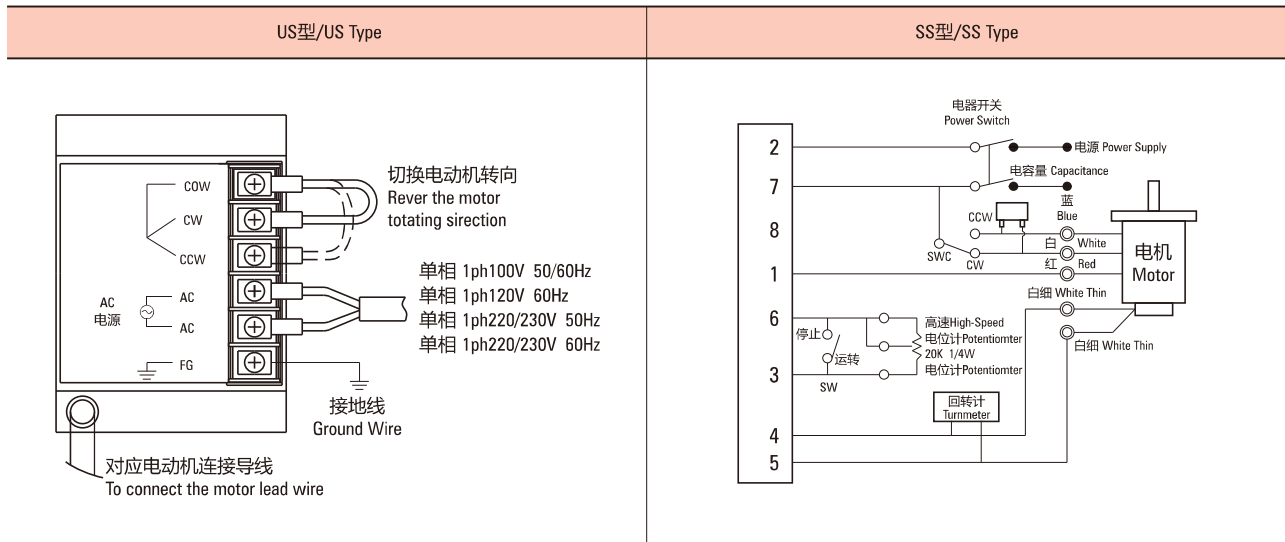 US型/US Type
COW
CW
CCW
AC
电源
AC
AC
FG
切换电动机转向
Rever the motor
totating sirection
单相 1ph100V 50/60Hz
单相 1ph120V 60Hz
单相 1ph220/230V 50Hz
单相 1ph220/230V 60Hz
接地线
Ground Wire
对应电动机连接导线
To connect the motor lead wire
SS型/SS Type
电器开关
Power Switch
2
电源 Power Supply
7
电容量 Capacitance
蓝
Blue
8
CCW
白 White
SWC
CW
红 Red
1
电机
Motor
白细 White Thin
6
高速High-Speed
停止
电位计Potentiomter
20K 1/4W
运转
电位计Potentiomter
白细 White Thin
3
SW
回转计
Turnmeter
4
5